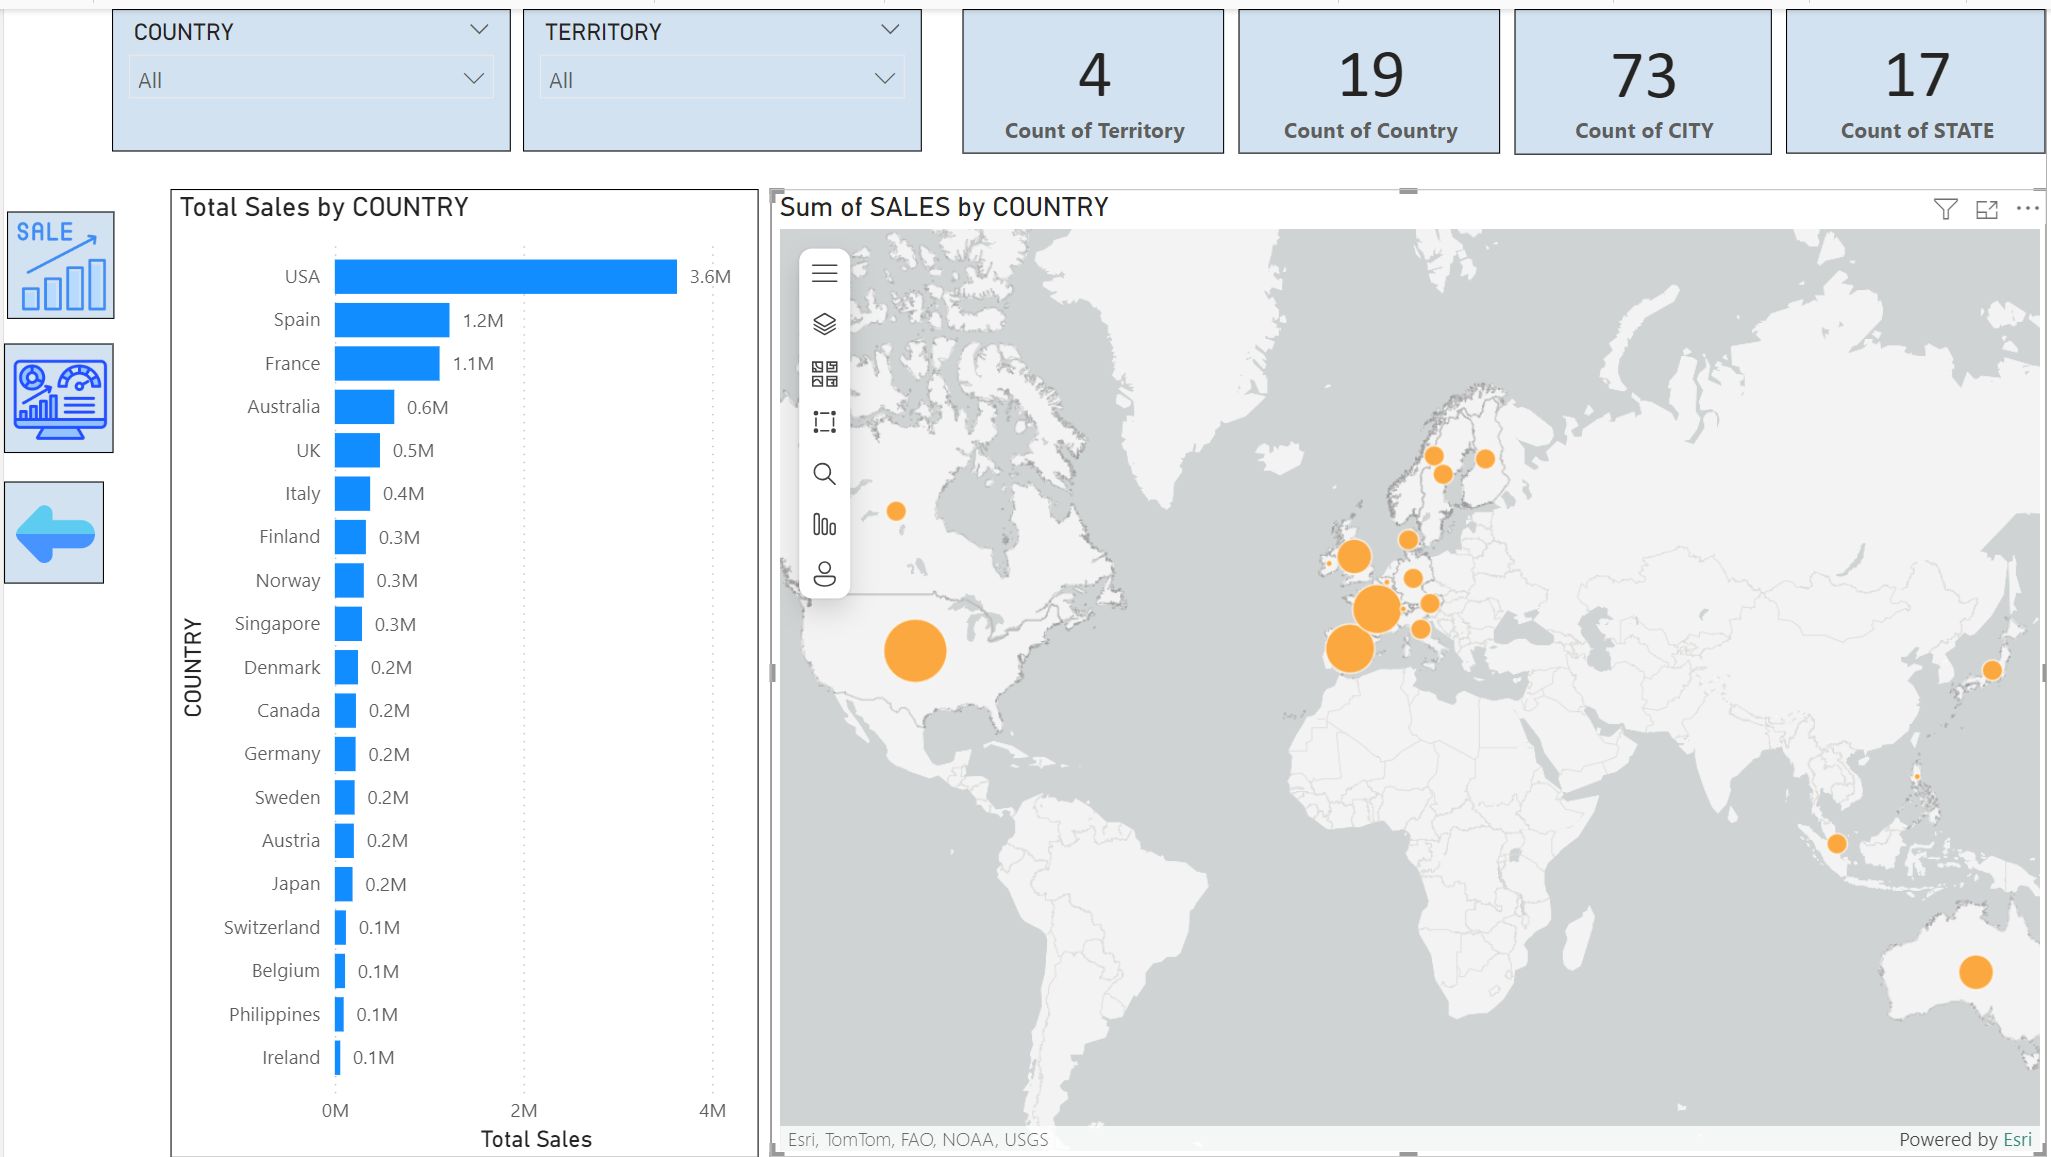 COUNTRY
All
TERRITORY
All
4
Count of Territory
19
Count of Country
73
Count of CITY
17
Count of STATE
SALE
Total Sales by COUNTRY
USA 3.6M
Spain 1.2M
France 1.1M
Australia 0.6M
UK 0.5M
Italy 0.4M
Finland 0.3M
Norway 0.3M
Singapore 0.3M
Denmark 0.2M
Canada 0.2M
Germany 0.2M
Sweden 0.2M
Austria 0.2M
Japan 0.2M
Switzerland 0.1M
Belgium 0.1M
Philippines 0.1M
Ireland 0.1M
COUNTRY
0M 2M 4M
Total Sales
Sum of SALES by COUNTRY
Esri, TomTom, FAO, NOAA, USGS
Powered by Esri